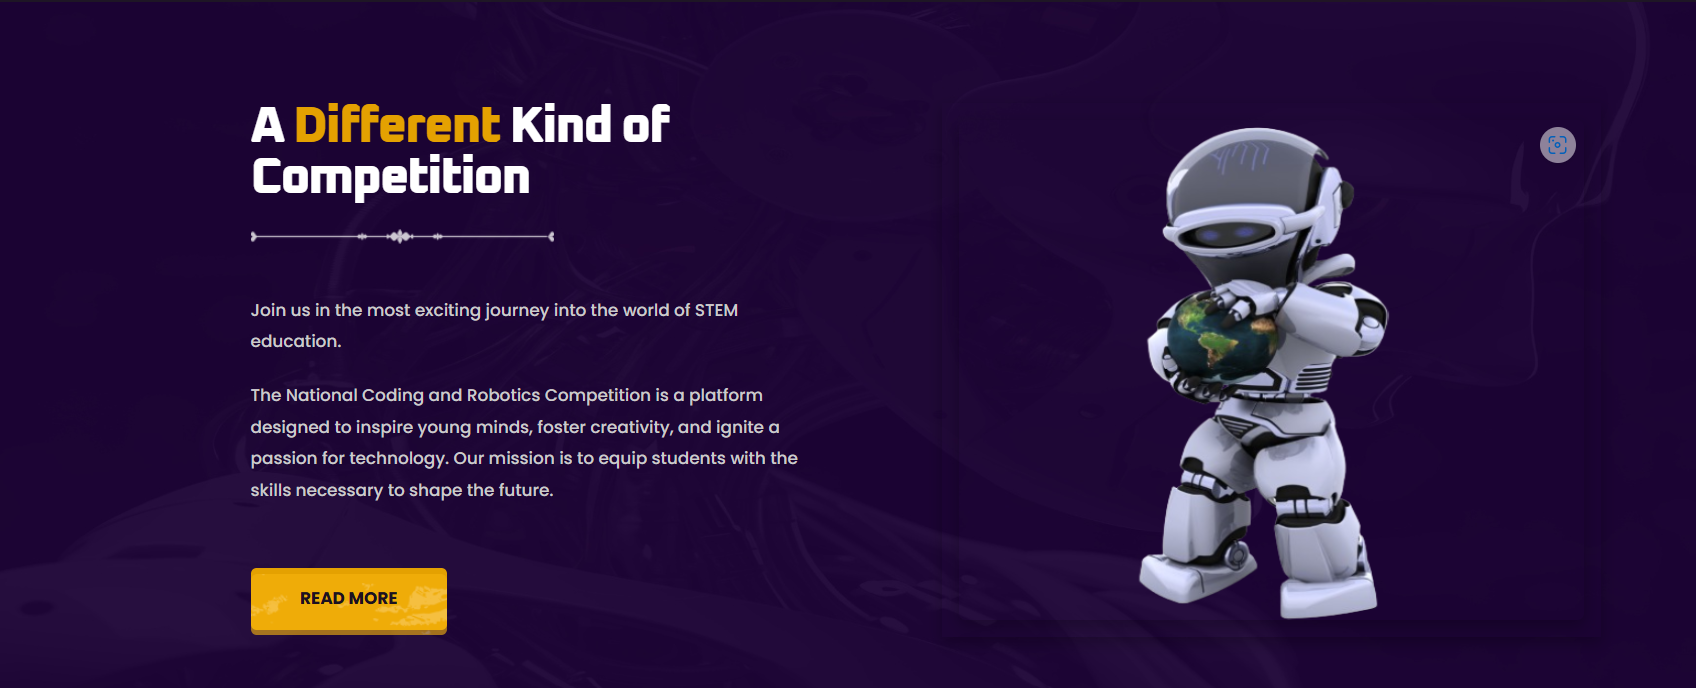 A Different Kind of
Competition
Join us in the most exciting journey into the world of STEM
education.
The National Coding and Robotics Competition is a platform
designed to inspire young minds, foster creativity, and ignite a
passion for technology. Our mission is to equip students with the
skills necessary to shape the future.
READ MORE